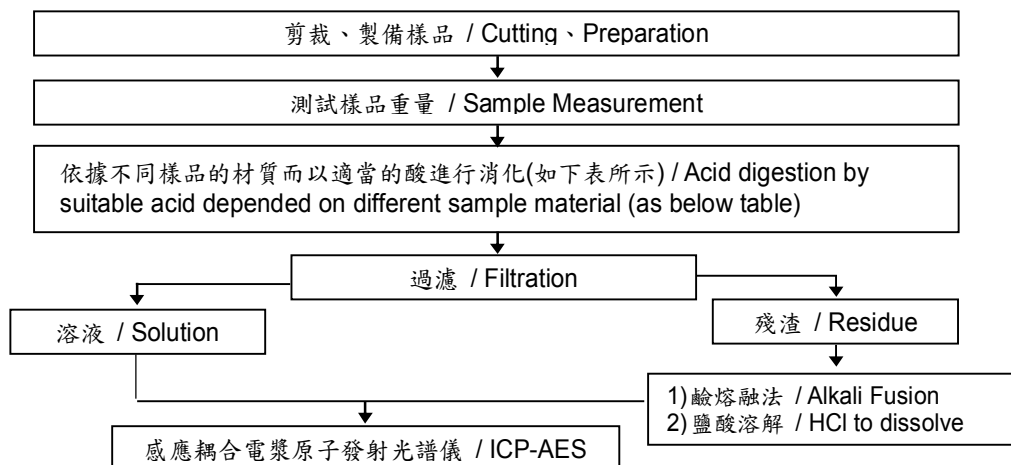 剪裁、製備樣品 / Cutting、Preparation
測試樣品重量 / Sample Measurement
依據不同樣品的材質而以適當的酸進行消化(如下表所示) / Acid digestion by
suitable acid depended on different sample material (as below table)
過濾 / Filtration
溶液 / Solution
殘渣 / Residue
1)鹼熔融法 / Alkali Fusion
2)鹽酸溶解 / HCl to dissolve
感應耦合電漿原子發射光譜儀 / ICP-AES